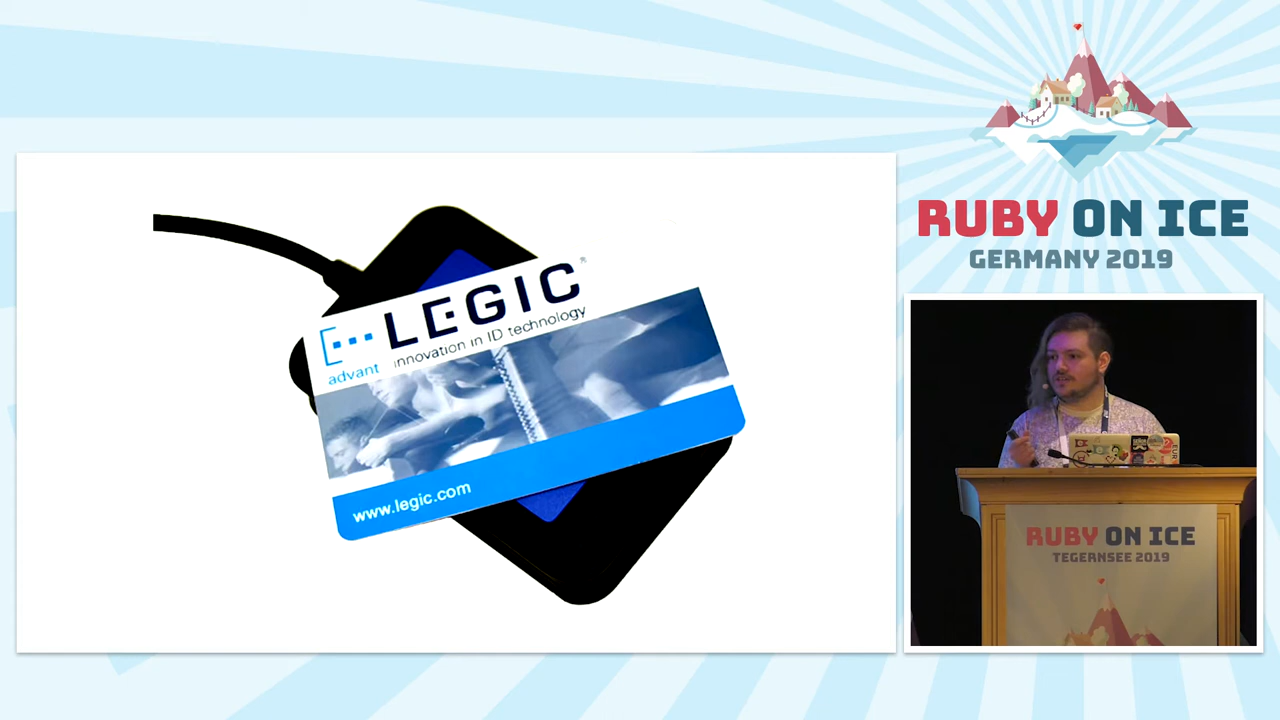 LEGIC®
advant innovation in ID technology
www.legic.com
RUBY ON ICE
GERMANY 2019
RUBY ON ICE
TEGERNSEE 2019